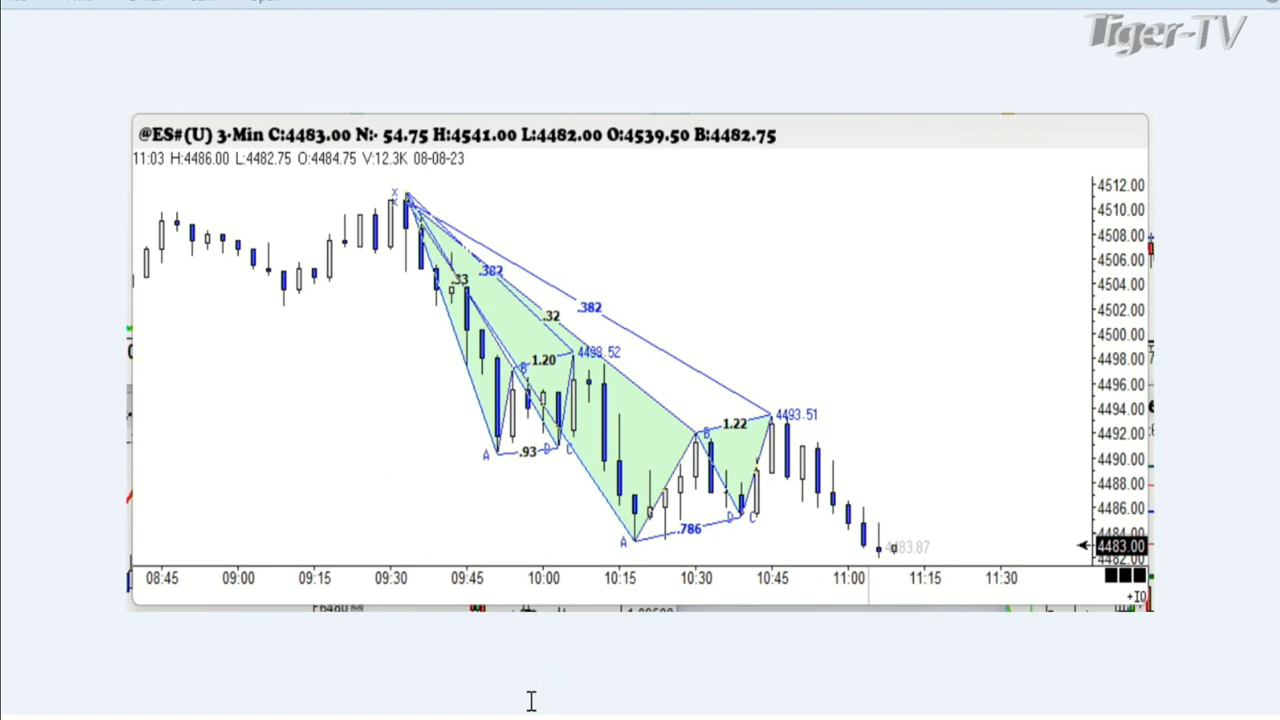 Tiger-TV
@ES#(U) 3-Min C:4483.00 N:- 54.75 H:4541.00 L:4482.00 O:4539.50 B:4482.75
11:03 H:4486.00 L:4482.75 O:4484.75 V:12.3K 08-08-23
4512.00
X
4510.00
4508.00
4506.00
.382
.33
4504.00
.382
4502.00
.32
4500.00
4499.52
1.20
4498.00
B
4496.00
4493.51
4494.00
1.22
B
4492.00
A .93 D C
4490.00
4488.00
D C
4486.00
.786
A
4483.87
4483.00
4482.00
08:45 09:00 09:15 09:30 09:45 10:00 10:15 10:30 10:45 11:00 11:15 11:30